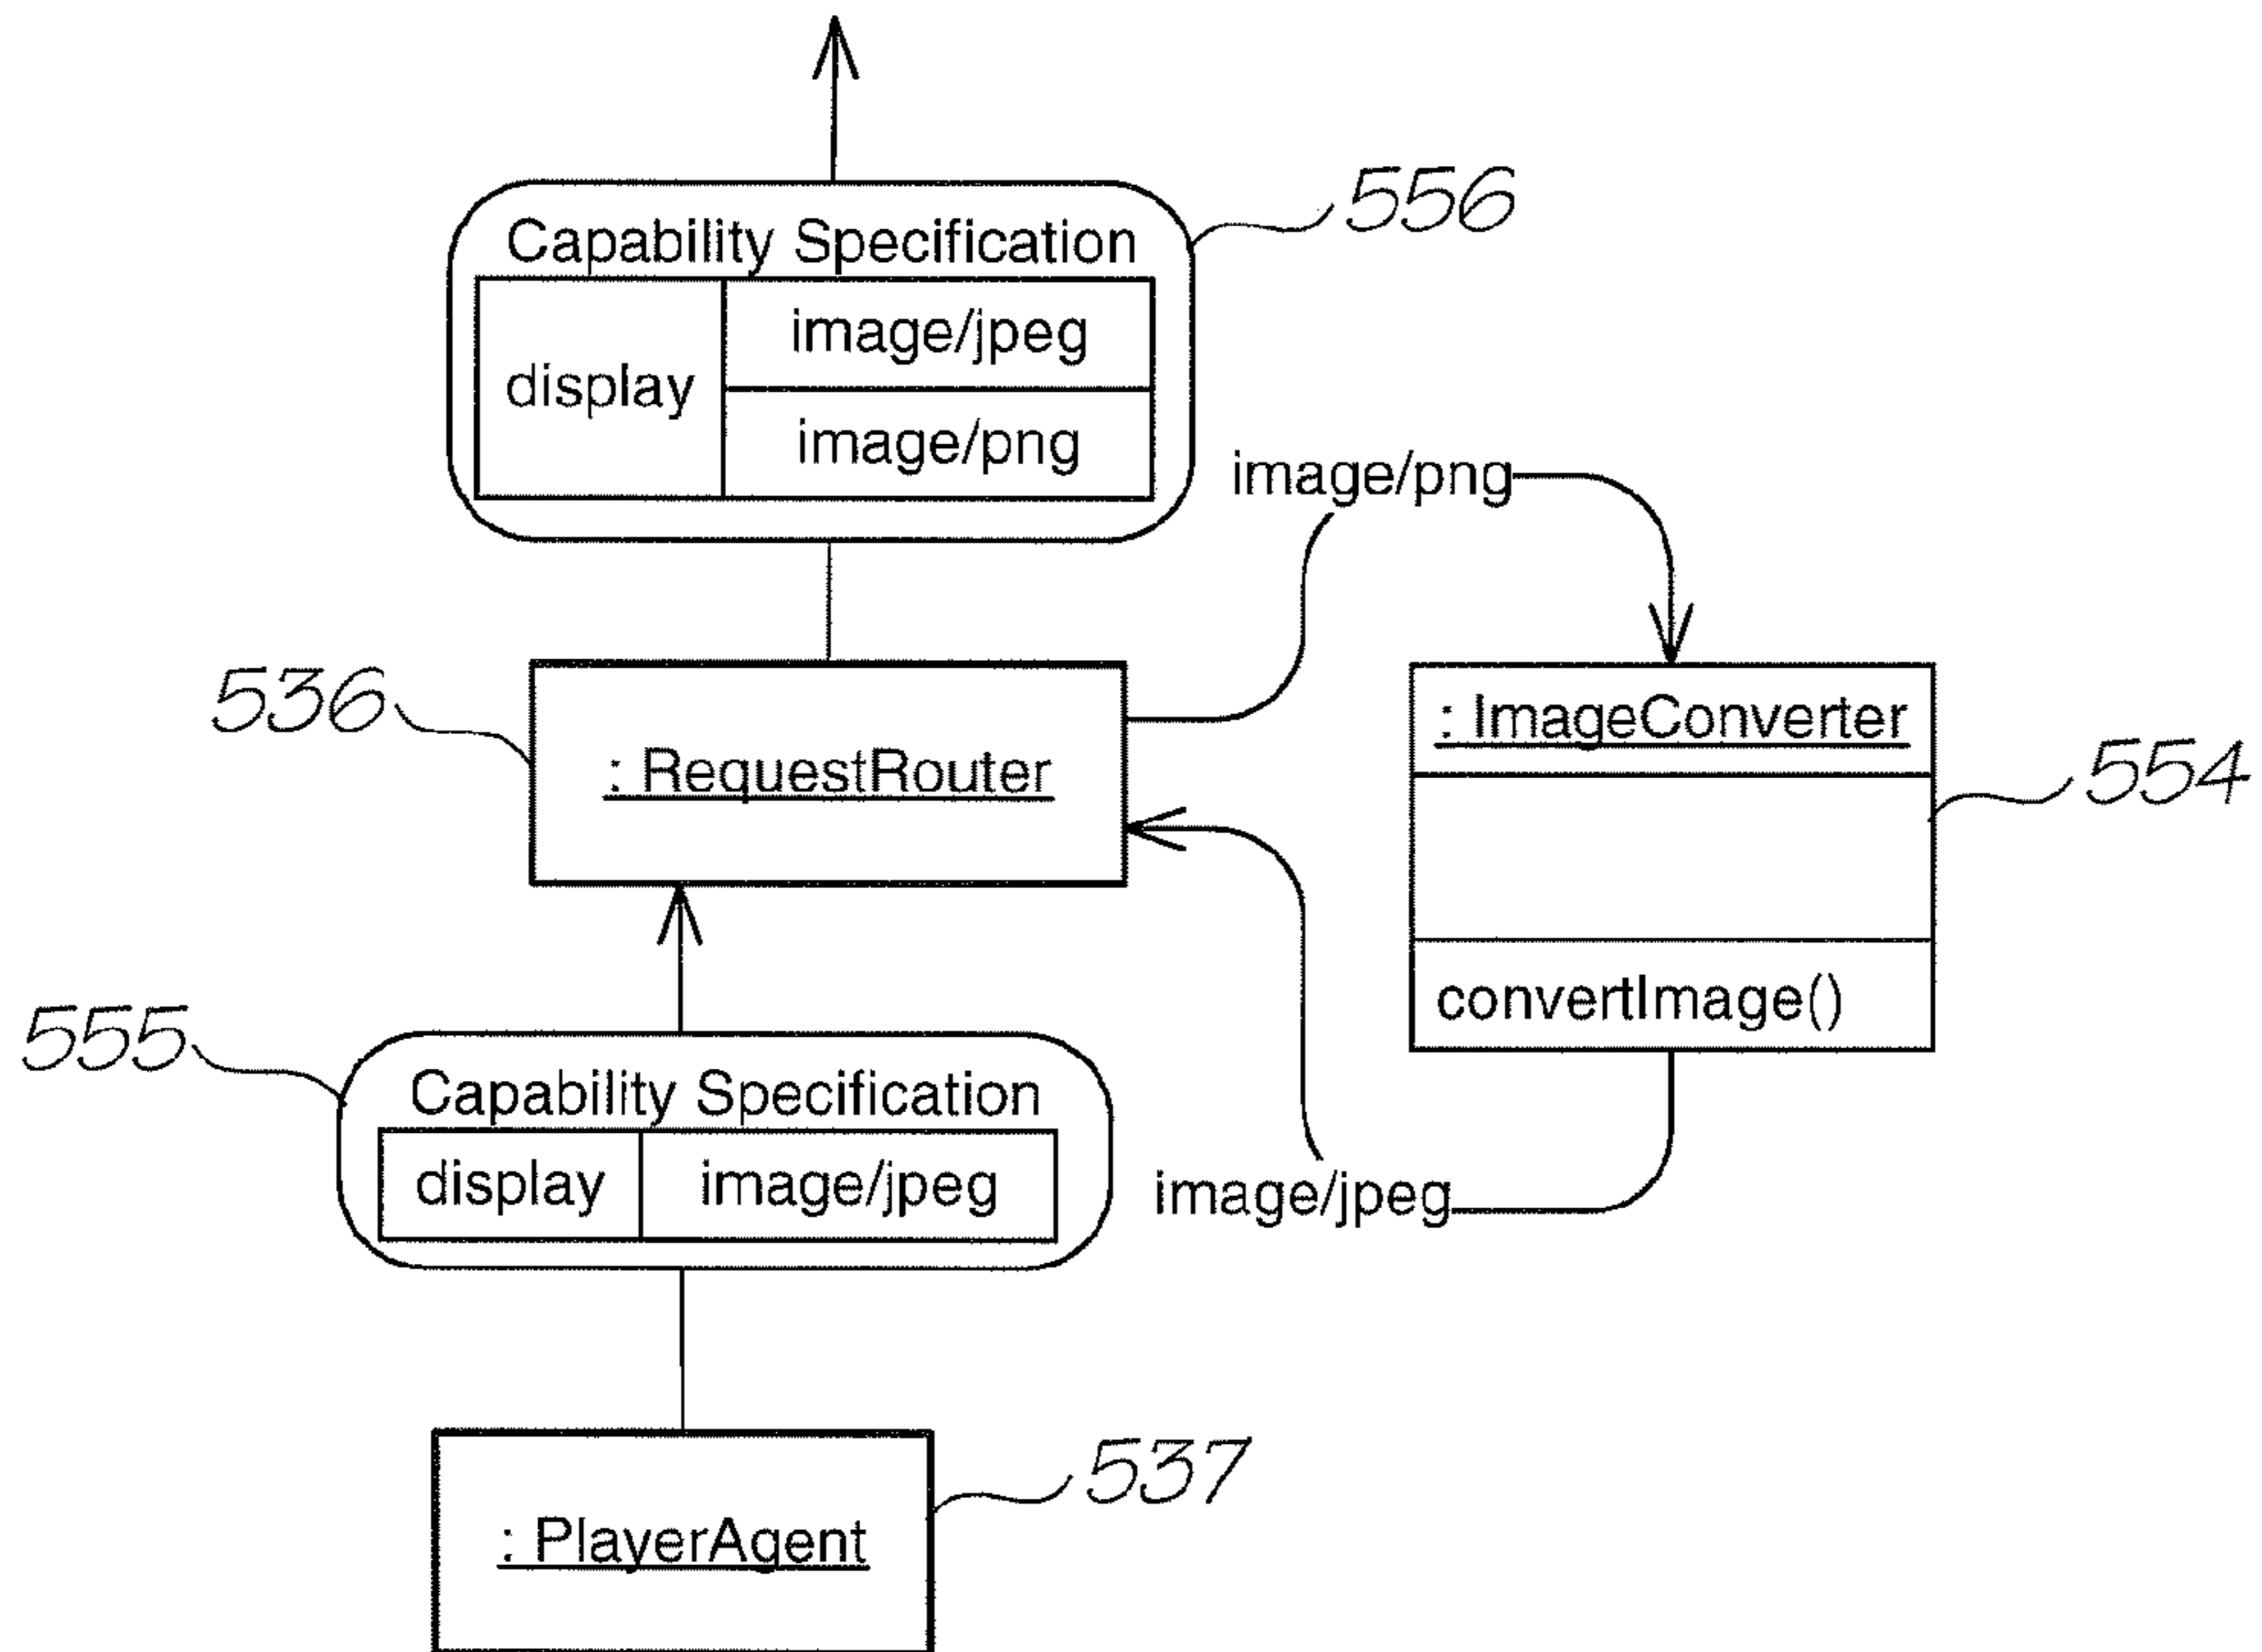 556
Capability Specification
display
image/jpeg
image/png
image/png
536
: RequestRouter
: ImageConverter
554
convertImage()
555
Capability Specification
display
image/jpeg
image/jpeg
537
: PlayerAgent